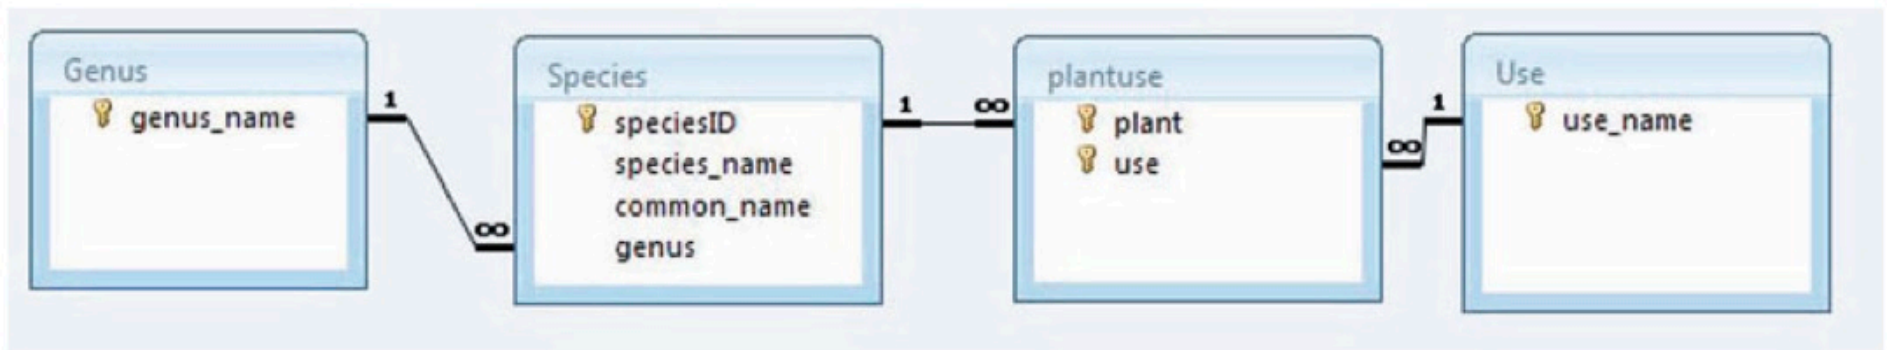 Genus
genus_name
1
∞
Species
speciesID
species_name
common_name
genus
1
∞
plantuse
plant
use
∞
1
Use
use_name